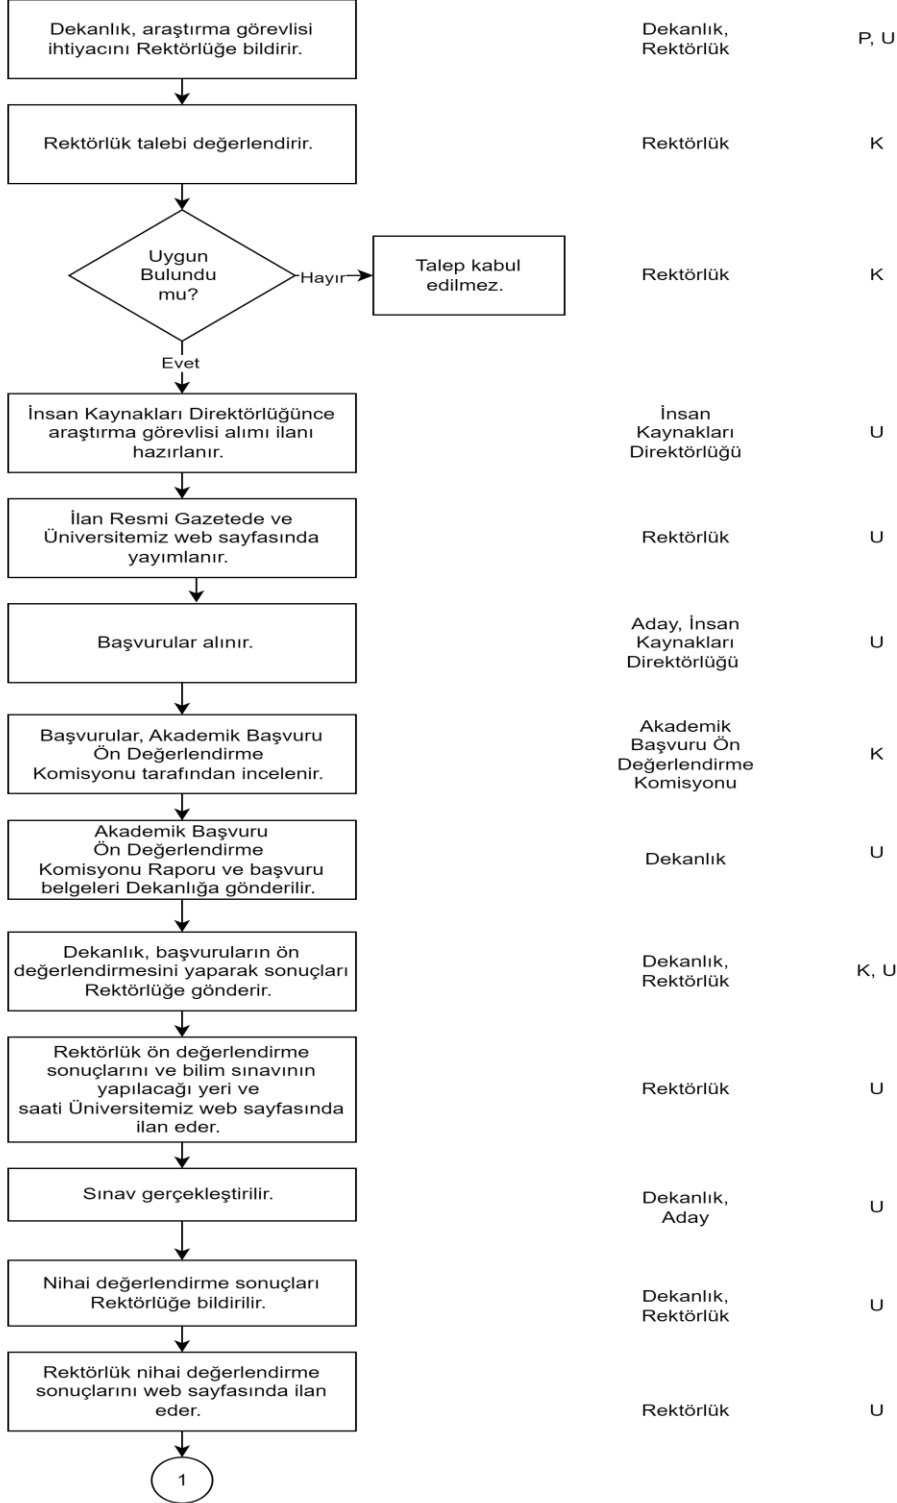 Dekanlık, araştırma görevlisi
ihtiyacını Rektörlüğe bildirir.
Dekanlık,
Rektörlük
P, U
Rektörlük talebi değerlendirir.
Rektörlük
K
Uygun
Bulundu
mu?
Hayır
Talep kabul
edilmez.
Rektörlük
K
Evet
İnsan Kaynakları Direktörlüğünce
araştırma görevlisi alımı ilanı
hazırlanır.
İnsan
Kaynakları
Direktörlüğü
U
İlan Resmi Gazetede ve
Üniversitemiz web sayfasında
yayımlanır.
Rektörlük
U
Başvurular alınır.
Aday, İnsan
Kaynakları
Direktörlüğü
U
Başvurular, Akademik Başvuru
Ön Değerlendirme
Komisyonu tarafından incelenir.
Akademik
Başvuru Ön
Değerlendirme
Komisyonu
K
Akademik Başvuru
Ön Değerlendirme
Komisyonu Raporu ve başvuru
belgeleri Dekanlığa gönderilir.
Dekanlık
U
Dekanlık, başvuruların ön
değerlendirmesini yaparak sonuçları
Rektörlüğe gönderir.
Dekanlık,
Rektörlük
K, U
Rektörlük ön değerlendirme
sonuçlarını ve bilim sınavının
yapılacağı yeri ve
saati Üniversitemiz web sayfasında
ilan eder.
Rektörlük
U
Sınav gerçekleştirilir.
Dekanlık,
Aday
U
Nihai değerlendirme sonuçları
Rektörlüğe bildirilir.
Dekanlık,
Rektörlük
U
Rektörlük nihai değerlendirme
sonuçlarını web sayfasında ilan
eder.
Rektörlük
U
1